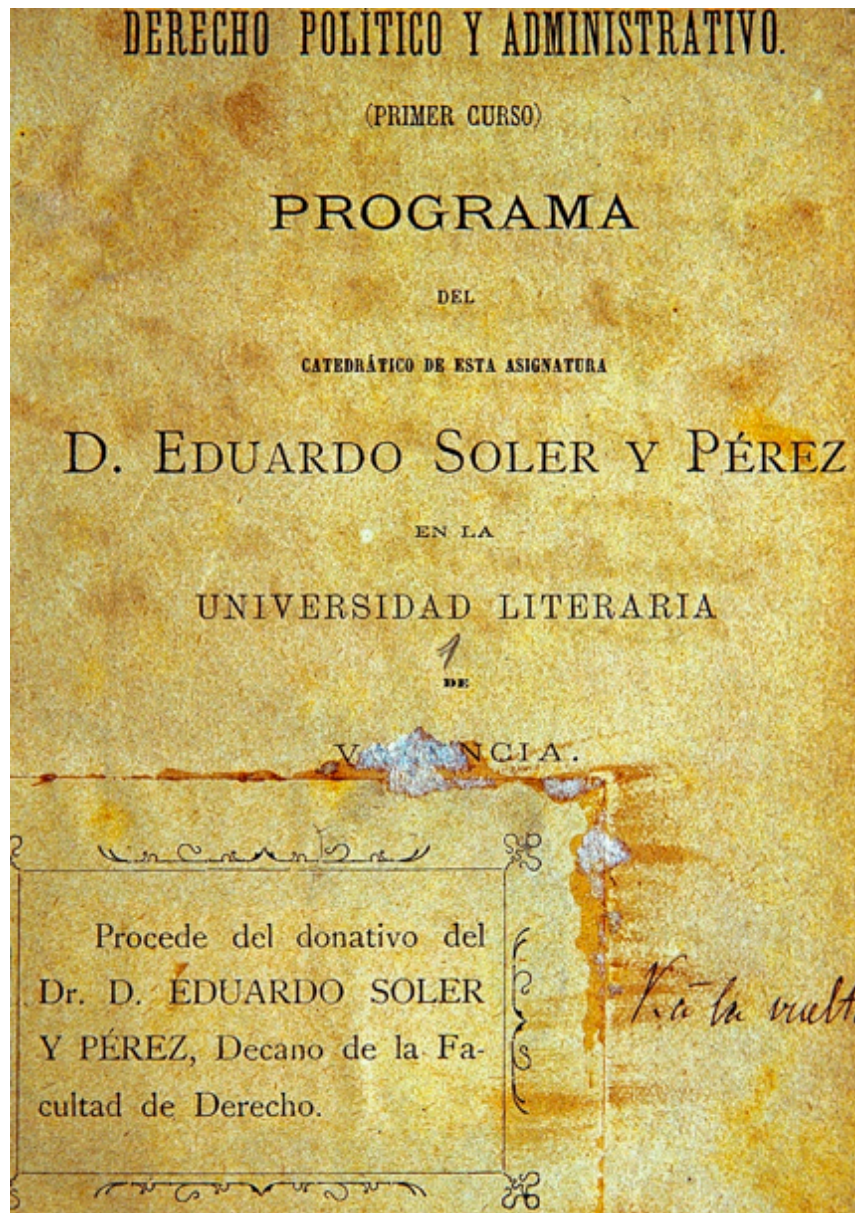 DERECHO POLÍTICO Y ADMINISTRATIVO.
(PRIMER CURSO)
PROGRAMA
DEL
CATEDRÁTICO DE ESTA ASIGNATURA
D. EDUARDO SOLER Y PÉREZ
EN LA
UNIVERSIDAD LITERARIA
1
DE
V NCIA.
Procede del donativo del
Dr. D. EDUARDO SOLER
Y PÉREZ, Decano de la Fa-
cultad de Derecho.
V. á la vuelt